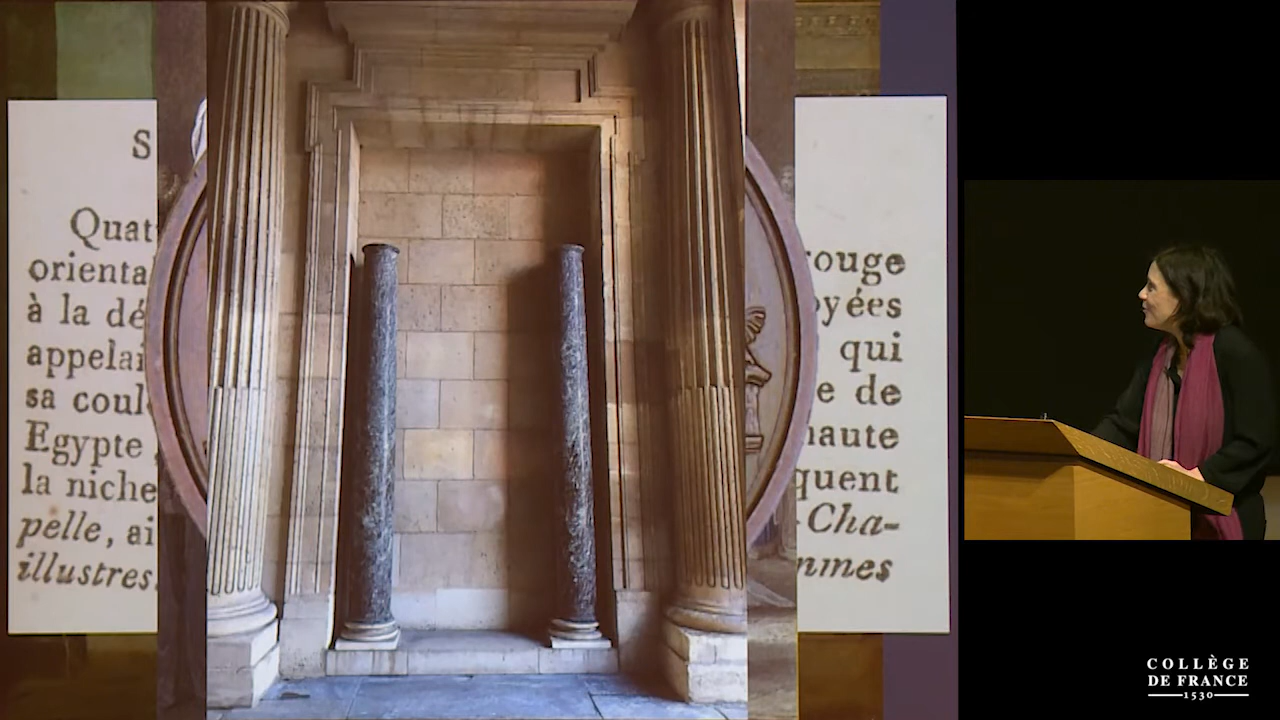 S
Quat
orienta
à la dé
appelai
sa coul
Egypte
la niche
pelle, ai
illustres.
rouge
oyées
qui
e de
haute
quent
Cha-
mmes
COLLÈGE
DE FRANCE
1530